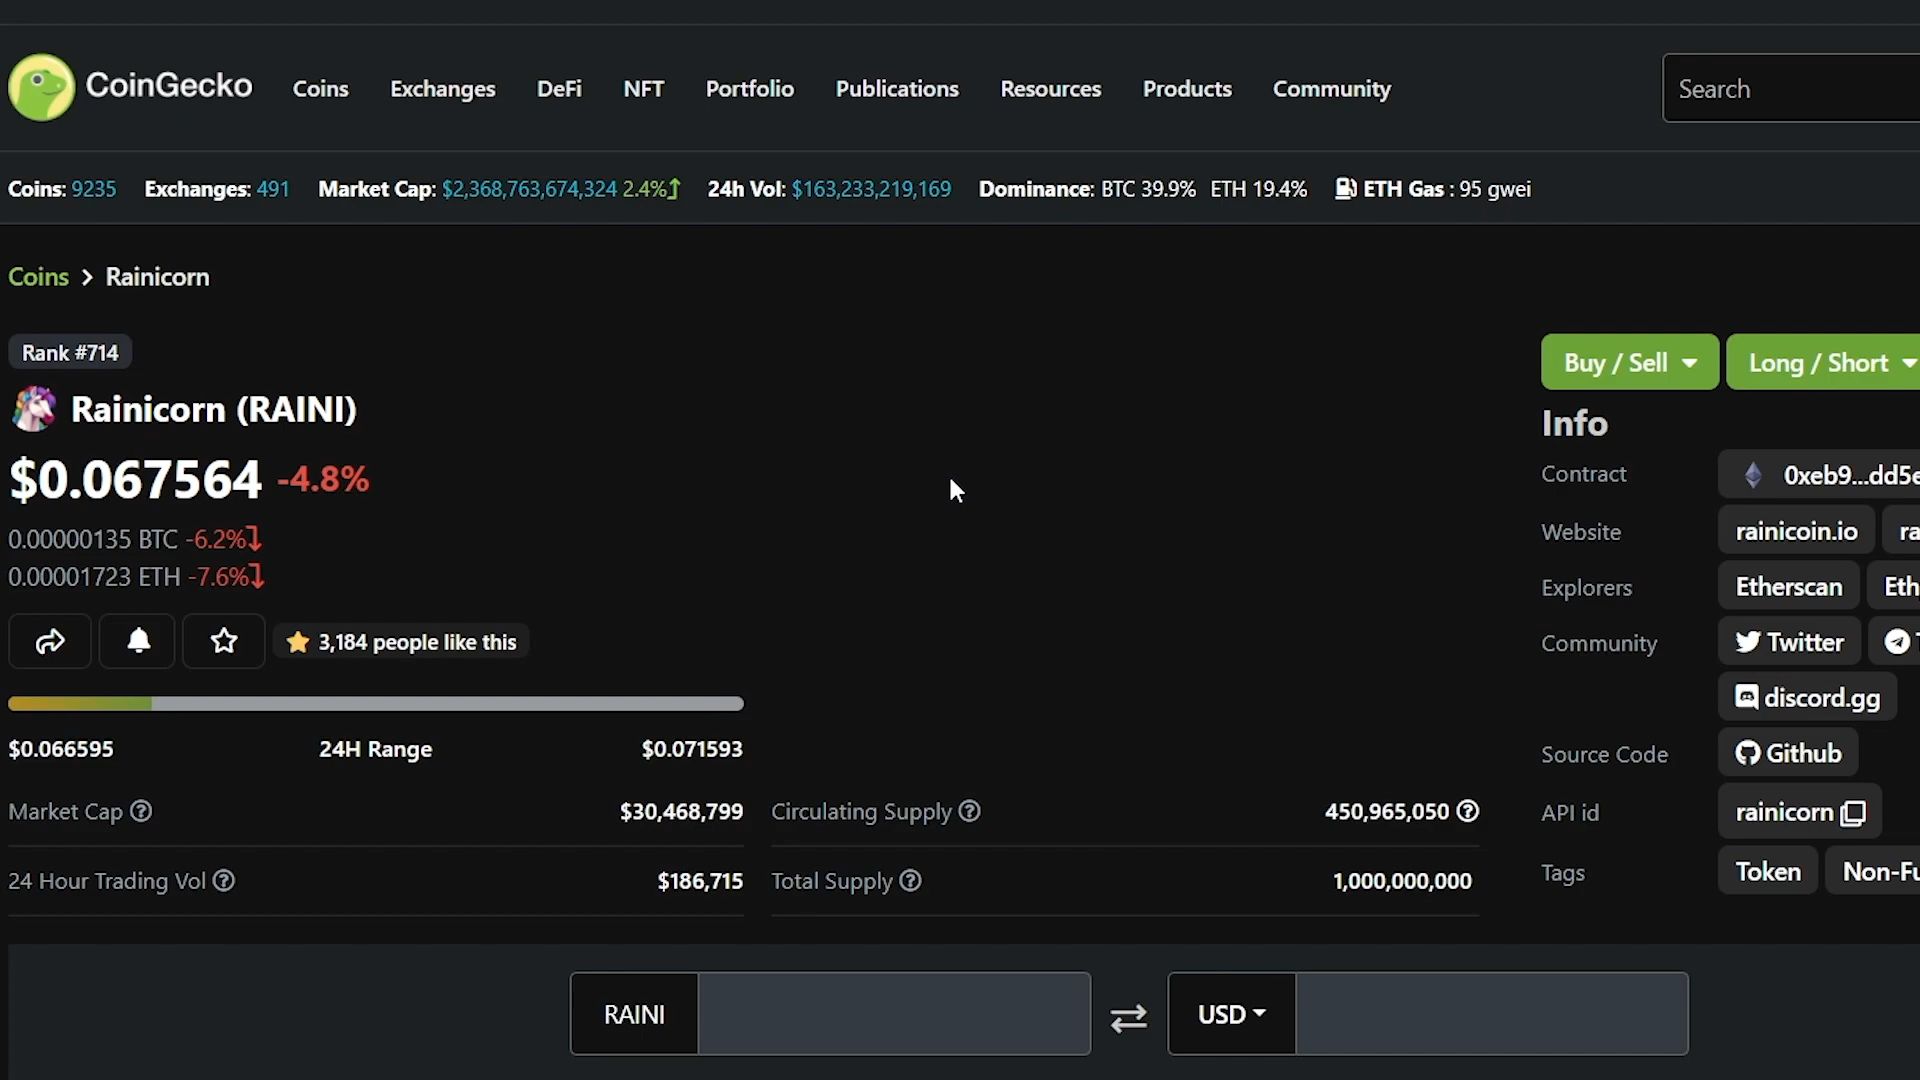 CoinGecko Coins Exchanges DeFi NFT Portfolio Publications Resources Products Community Search
Coins: 9235 Exchanges: 491 Market Cap: $2,368,763,674,324 2.4% 24h Vol: $163,233,219,169 Dominance: BTC 39.9% ETH 19.4% ETH Gas : 95 gwei
Coins > Rainicorn
Rank #714
Rainicorn (RAINI)
$0.067564 -4.8%
0.00000135 BTC -6.2%
0.00001723 ETH -7.6%
3,184 people like this
$0.066595 24H Range $0.071593
Market Cap $30,468,799 Circulating Supply 450,965,050
24 Hour Trading Vol $186,715 Total Supply 1,000,000,000
Buy / Sell Long / Short
Info
Contract 0xeb9...dd5e
Website rainicoin.io ra
Explorers Etherscan Eth
Community Twitter
discord.gg
Source Code Github
API id rainicorn
Tags Token Non-Fu
RAINI USD